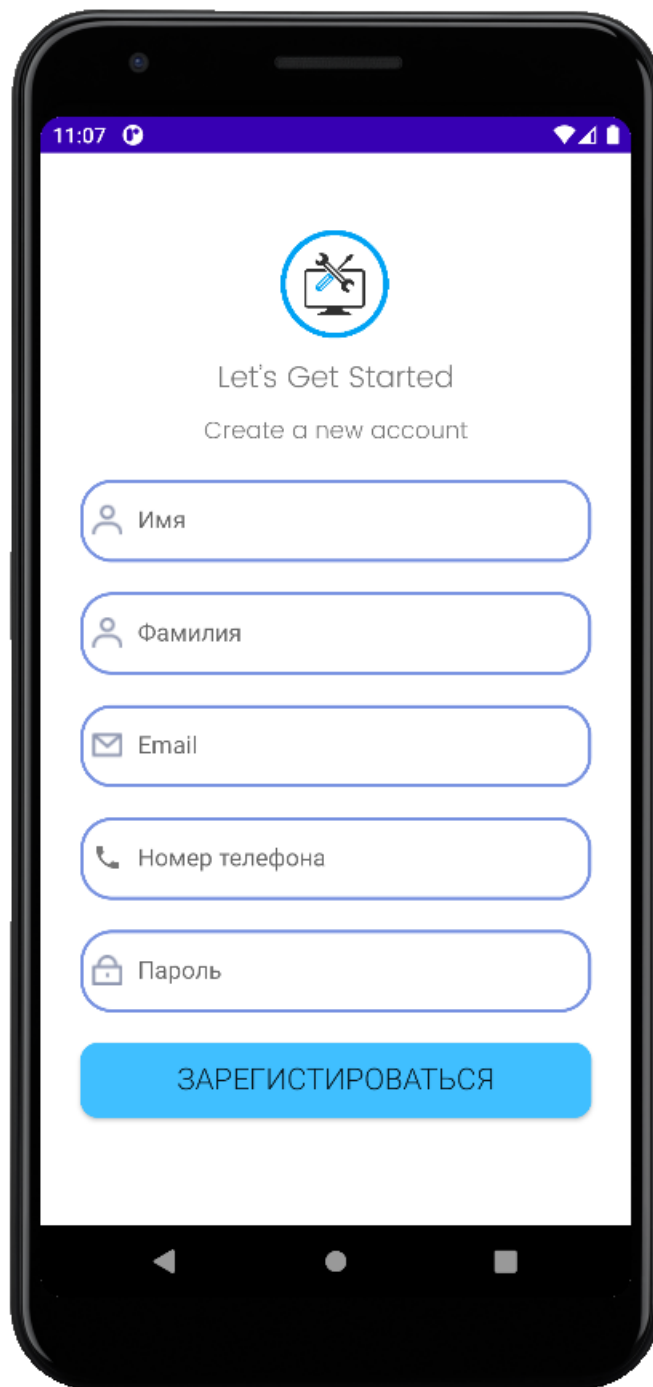 11:07
Let's Get Started
Create a new account
Имя
Фамилия
Email
Номер телефона
Пароль
ЗАРЕГИСТИРОВАТЬСЯ